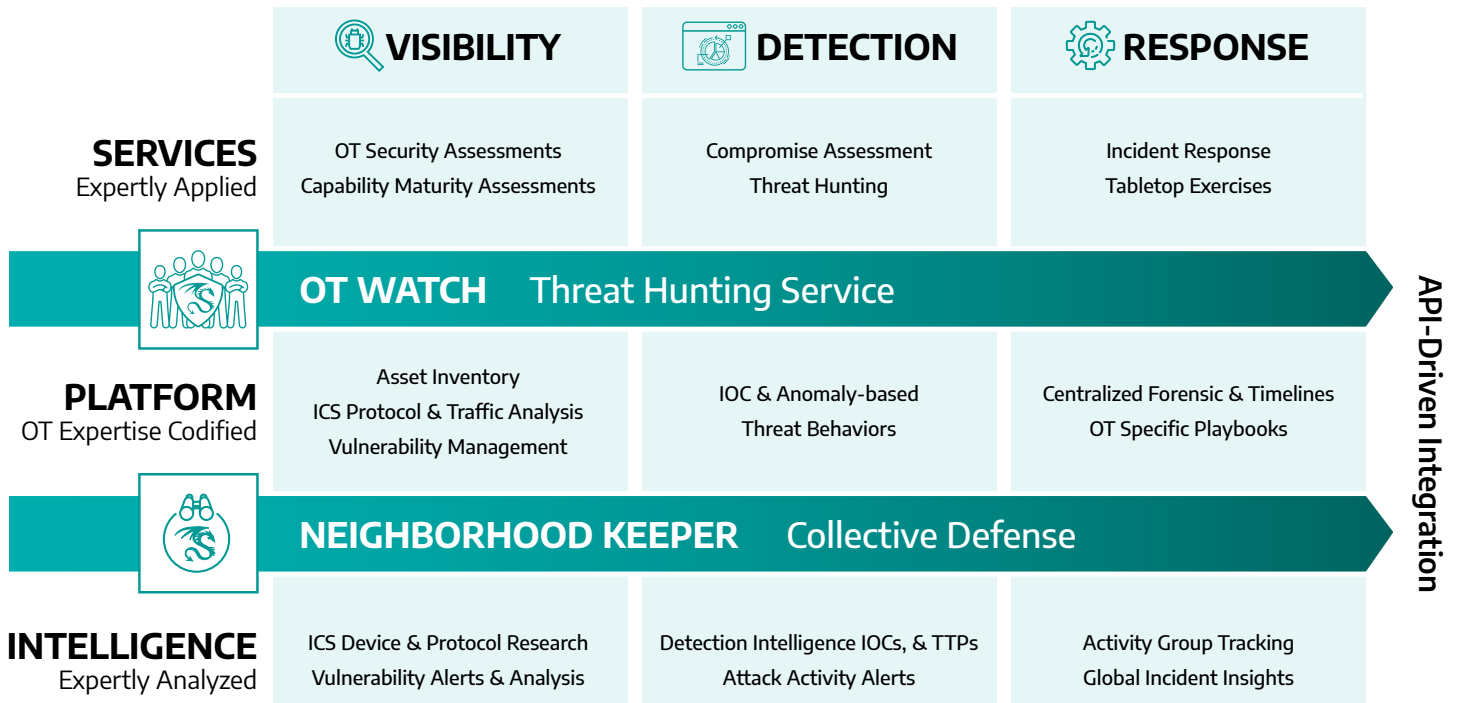 VISIBILITY
DETECTION
RESPONSE
SERVICES
Expertly Applied
OT Security Assessments
Capability Maturity Assessments
Compromise Assessment
Threat Hunting
Incident Response
Tabletop Exercises
OT WATCH Threat Hunting Service
PLATFORM
OT Expertise Codified
Asset Inventory
ICS Protocol & Traffic Analysis
Vulnerability Management
IOC & Anomaly-based
Threat Behaviors
Centralized Forensic & Timelines
OT Specific Playbooks
NEIGHBORHOOD KEEPER Collective Defense
INTELLIGENCE
Expertly Analyzed
ICS Device & Protocol Research
Vulnerability Alerts & Analysis
Detection Intelligence IOCs, & TTPs
Attack Activity Alerts
Activity Group Tracking
Global Incident Insights
API-Driven Integration